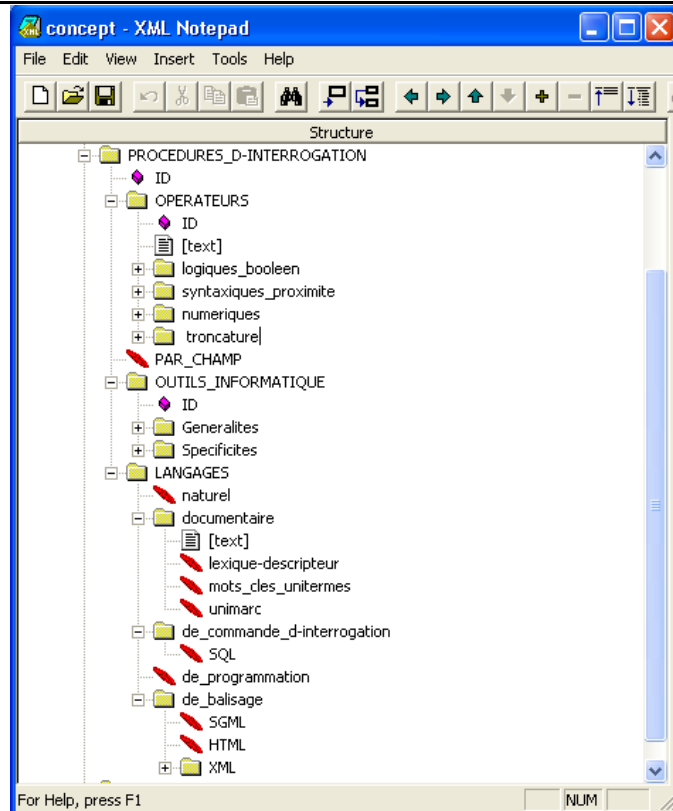 concept - XML Notepad
File Edit View Insert Tools Help
Structure
PROCEDURES_D-INTERROGATION
ID
OPERATEURS
ID
[text]
logiques_booleen
syntaxiques_proximite
numeriques
troncature
PAR_CHAMP
OUTILS_INFORMATIQUE
ID
Generalites
Specificites
LANGAGES
naturel
documentaire
[text]
lexique-descripteur
mots_cles_unitermes
unimarc
de_commande_d-interrogation
SQL
de_programmation
de_balisage
SGML
HTML
XML
For Help, press F1 NUM